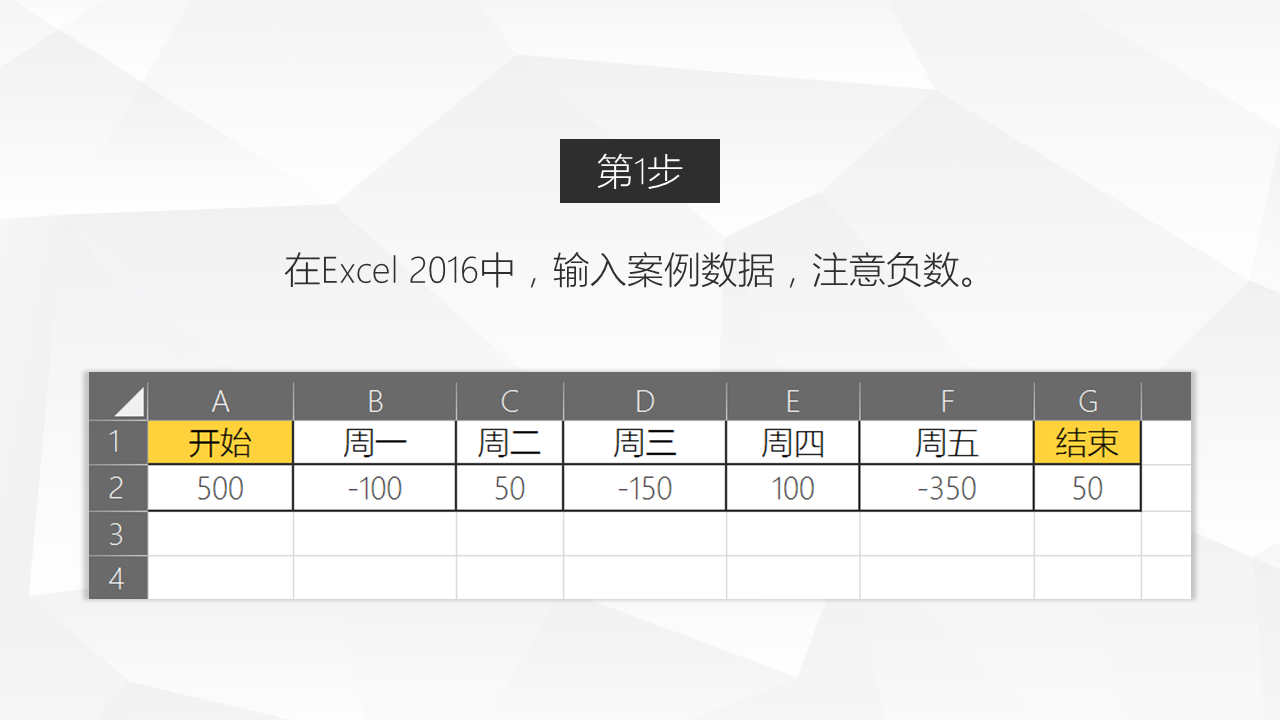 第1步
在Excel 2016中，输入案例数据，注意负数。
A B C D E F G
1 开始 周一 周二 周三 周四 周五 结束
2 500 -100 50 -150 100 -350 50
3
4